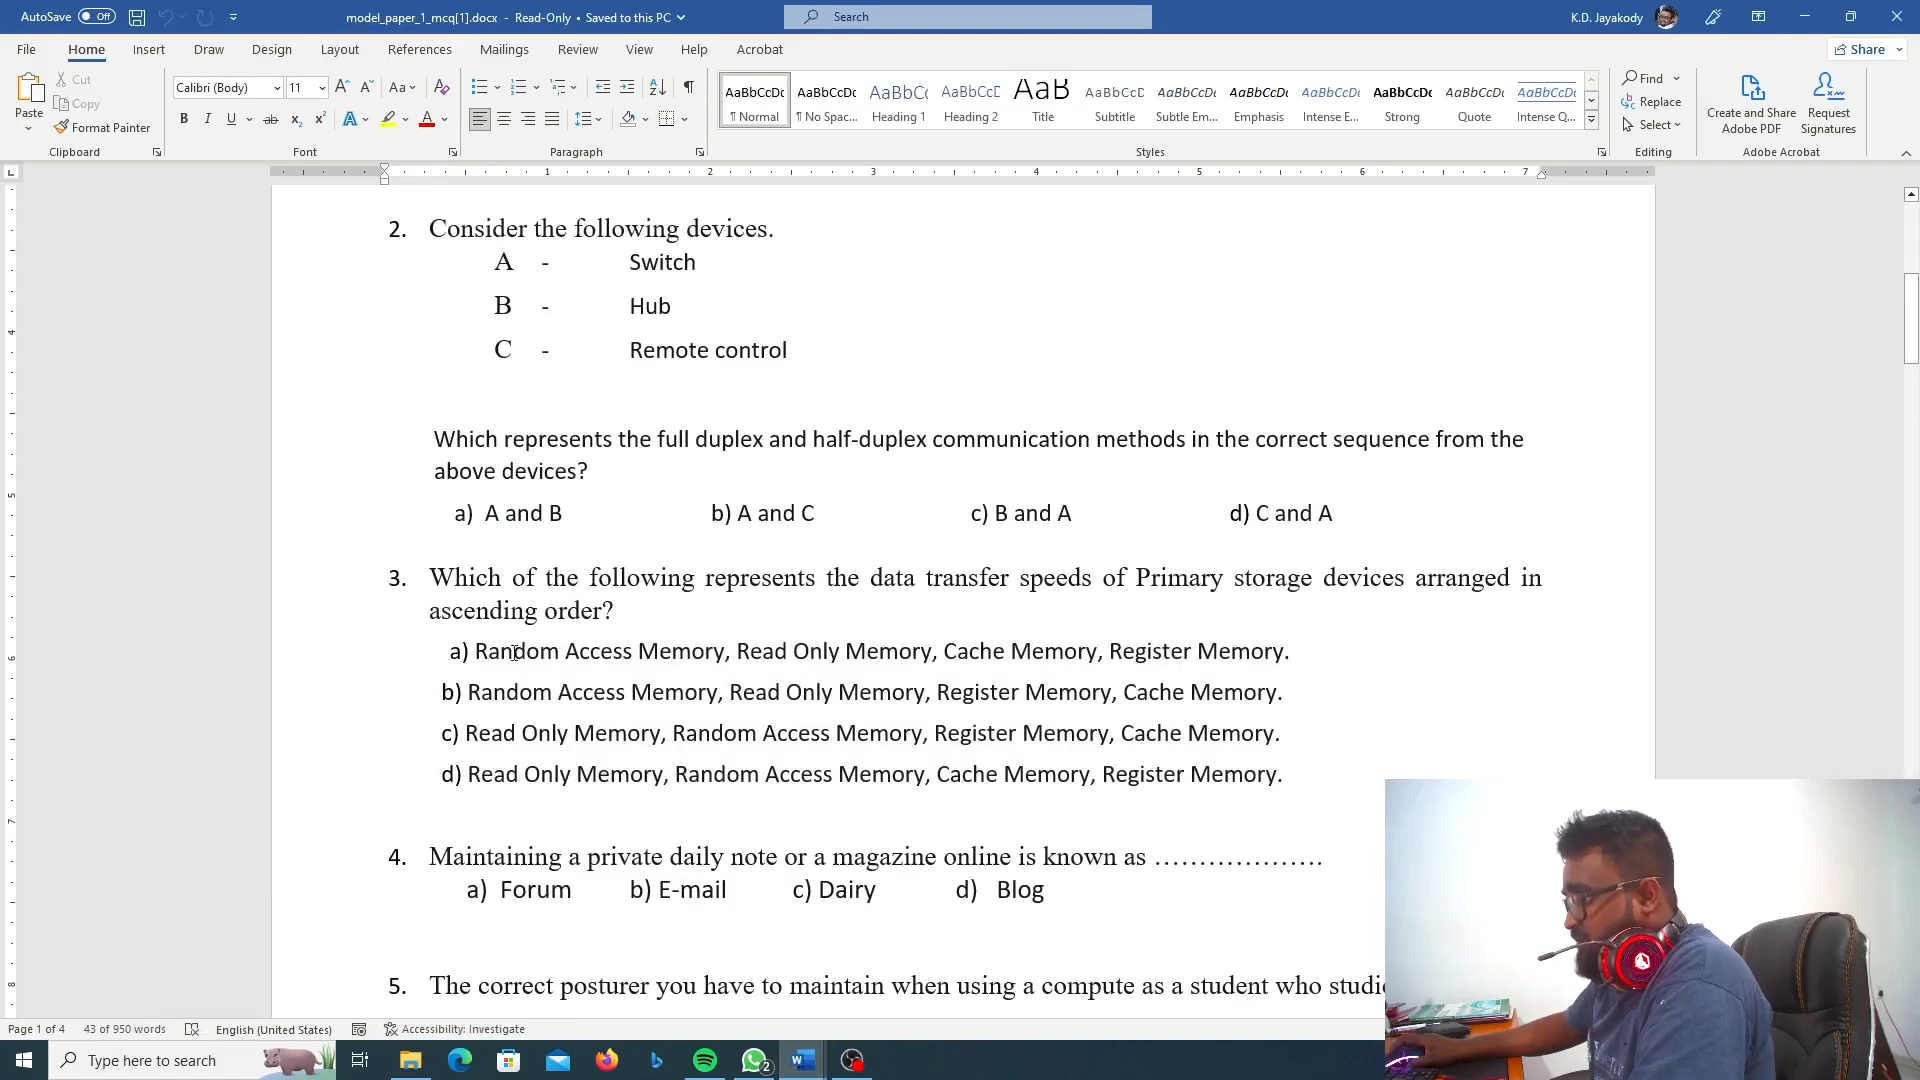 AutoSave Off model_paper_1_mcq[1].docx - Read-Only • Saved to this PC Search K.D. Jayakody
File Home Insert Draw Design Layout References Mailings Review View Help Acrobat Share
Paste Cut Copy Format Painter Clipboard
Calibri (Body) 11 Font
Paragraph
AaBbCcDc AaBbCcDc AaBbC AaBbCcD AaB AaBbCcD AaBbCcDc AaBbCcDc AaBbCcDc AaBbCcDc AaBbCcDc AaBbCcDc
¶ Normal ¶ No Spac... Heading 1 Heading 2 Title Subtitle Subtle Em... Emphasis Intense E... Strong Quote Intense Q...
Styles
Find Replace Select Editing
Create and Share Adobe PDF Request Signatures
Adobe Acrobat
2. Consider the following devices.
A - Switch
B - Hub
C - Remote control
Which represents the full duplex and half-duplex communication methods in the correct sequence from the
above devices?
a) A and B b) A and C c) B and A d) C and A
3. Which of the following represents the data transfer speeds of Primary storage devices arranged in
ascending order?
a) Random Access Memory, Read Only Memory, Cache Memory, Register Memory.
b) Random Access Memory, Read Only Memory, Register Memory, Cache Memory.
c) Read Only Memory, Random Access Memory, Register Memory, Cache Memory.
d) Read Only Memory, Random Access Memory, Cache Memory, Register Memory.
4. Maintaining a private daily note or a magazine online is known as ...................
a) Forum b) E-mail c) Dairy d) Blog
5. The correct posturer you have to maintain when using a compute as a student who
Page 1 of 4 43 of 950 words English (United States) Accessibility: Investigate
Type here to search